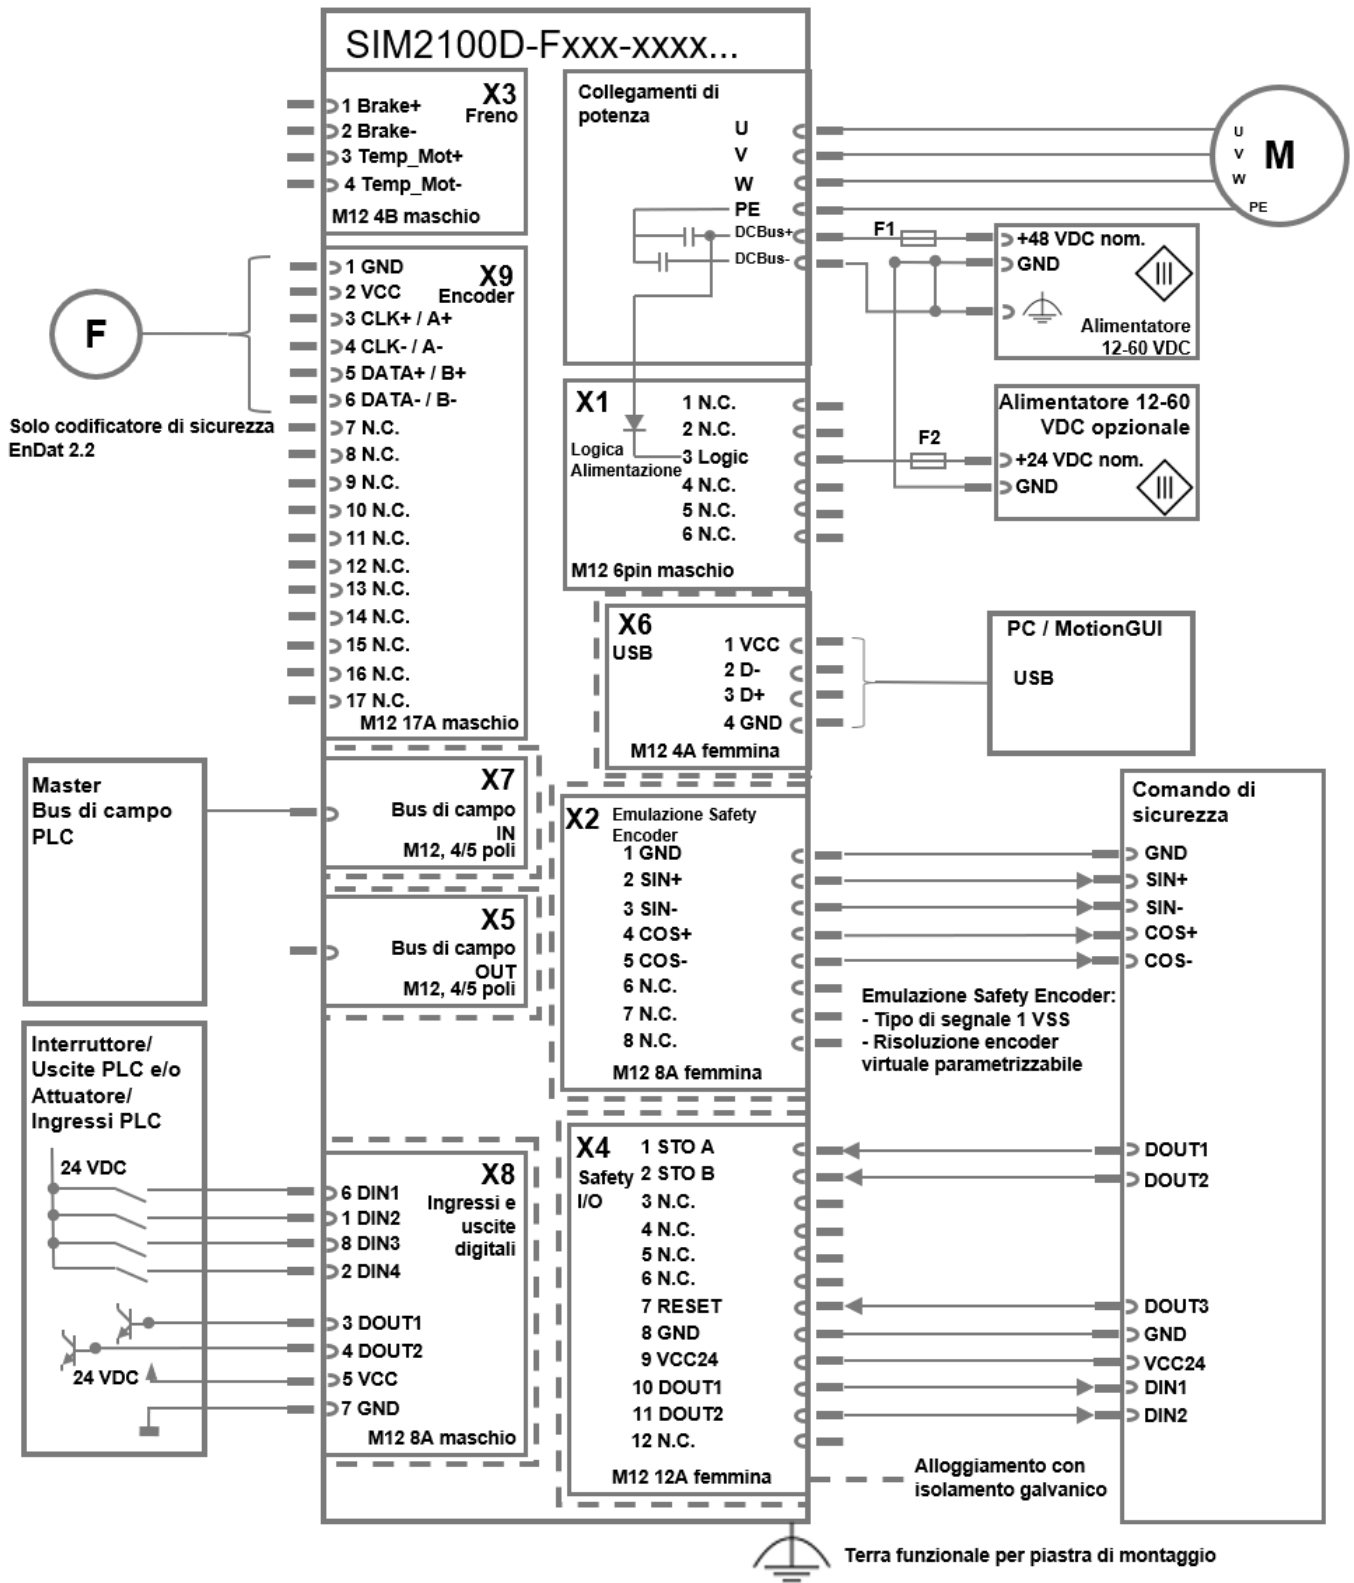 SIM2100D-Fxxx-xxxx...
X3
Freno
1 Brake+
2 Brake-
3 Temp_Mot+
4 Temp_Mot-
M12 4B maschio
Collegamenti di
potenza
U
V
W
PE
DCBus+
DCBus-
U
V
W
PE
M
F1
+48 VDC nom.
GND
Alimentatore
12-60 VDC
F
Solo codificatore di sicurezza
EnDat 2.2
X9
Encoder
1 GND
2 VCC
3 CLK+ / A+
4 CLK- / A-
5 DATA+ / B+
6 DATA- / B-
7 N.C.
8 N.C.
9 N.C.
10 N.C.
11 N.C.
12 N.C.
13 N.C.
14 N.C.
15 N.C.
16 N.C.
17 N.C.
M12 17A maschio
X1
Logica
Alimentazione
1 N.C.
2 N.C.
3 Logic
4 N.C.
5 N.C.
6 N.C.
M12 6pin maschio
F2
Alimentatore 12-60
VDC opzionale
+24 VDC nom.
GND
X6
USB
1 VCC
2 D-
3 D+
4 GND
M12 4A femmina
PC / MotionGUI
USB
Master
Bus di campo
PLC
X7
Bus di campo
IN
M12, 4/5 poli
X5
Bus di campo
OUT
M12, 4/5 poli
X2
Emulazione Safety
Encoder
1 GND
2 SIN+
3 SIN-
4 COS+
5 COS-
6 N.C.
7 N.C.
8 N.C.
M12 8A femmina
Comando di
sicurezza
GND
SIN+
SIN-
COS+
COS-
Emulazione Safety Encoder:
- Tipo di segnale 1 VSS
- Risoluzione encoder
virtuale parametrizzabile
Interruttore/
Uscite PLC e/o
Attuatore/
Ingressi PLC
24 VDC
24 VDC
X8
Ingressi e
uscite
digitali
6 DIN1
1 DIN2
8 DIN3
2 DIN4
3 DOUT1
4 DOUT2
5 VCC
7 GND
M12 8A maschio
X4
Safety
I/O
1 STO A
2 STO B
3 N.C.
4 N.C.
5 N.C.
6 N.C.
7 RESET
8 GND
9 VCC24
10 DOUT1
11 DOUT2
12 N.C.
M12 12A femmina
DOUT1
DOUT2
DOUT3
GND
VCC24
DIN1
DIN2
Alloggiamento con
isolamento galvanico
Terra funzionale per piastra di montaggio